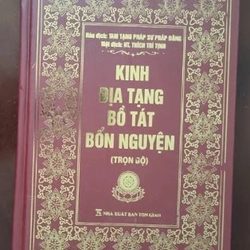 Hán dịch: TAM TẠNG PHÁP SƯ PHÁP ĐĂNG
Việt dịch: HT. THÍCH TRÍ TỊNH
KINH
ĐỊA TẠNG
BỒ TÁT
BỔN NGUYỆN
(TRỌN BỘ)
NHÀ XUẤT BẢN TÔN GIÁO